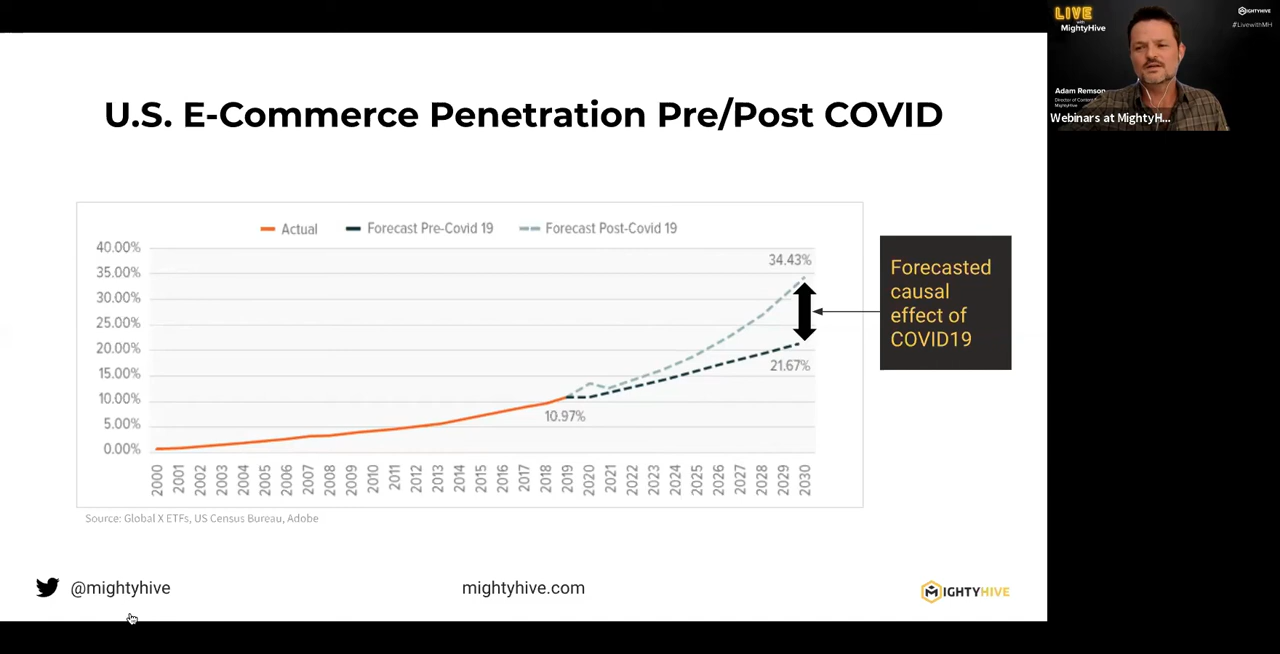 U.S. E-Commerce Penetration Pre/Post COVID
Actual
Forecast Pre-Covid 19
Forecast Post-Covid 19
40.00%
35.00%
30.00%
25.00%
20.00%
15.00%
10.00%
5.00%
0.00%
34.43%
21.67%
10.97%
2000
2001
2002
2003
2004
2005
2006
2007
2008
2009
2010
2011
2012
2013
2014
2015
2016
2017
2018
2019
2020
2021
2022
2023
2024
2025
2026
2027
2028
2029
2030
Forecasted
causal
effect of
COVID19
Source: Global X ETFs, US Census Bureau, Adobe
@mightyhive
mightyhive.com
MIGHTYHIVE
LIVE
with
MightyHive
MIGHTYHIVE
#LivewithMH
Adam Remson
Director of Content
MightyHive
Webinars at MightyH...